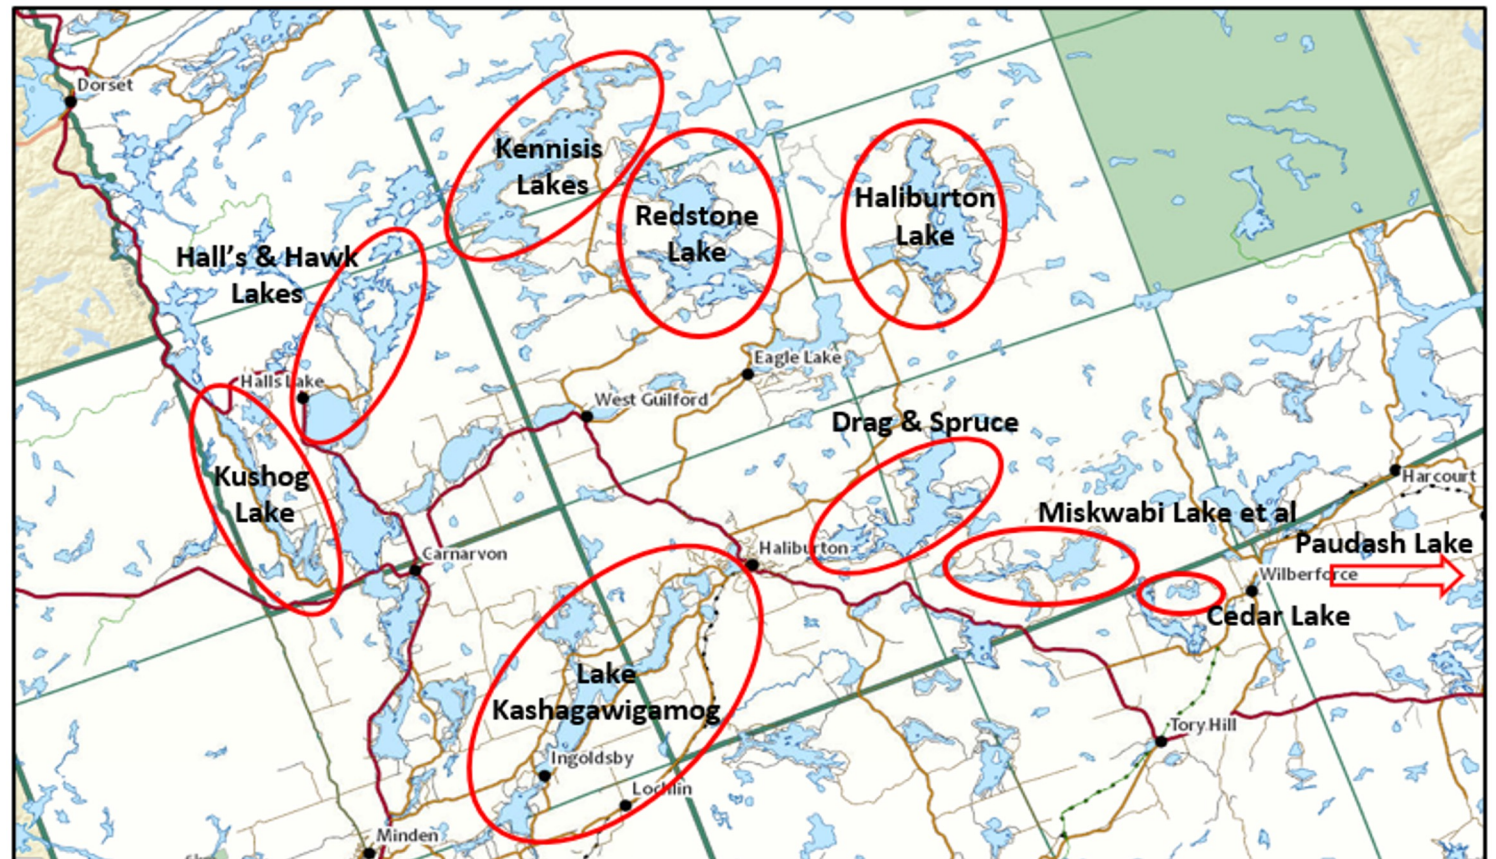 Dorset
Kennisis
Lakes
Redstone
Lake
Haliburton
Lake
Hall's & Hawk
Lakes
Eagle Lake
Halls Lake
West Guilford
Drag & Spruce
Kushog
Lake
Harcourt
Miskwabi Lake et al
Paudash Lake
Carnarvon
Haliburton
Wilberforce
Cedar Lake
Lake
Kashagawigamog
Tory Hill
Ingoldsby
Lochlin
Minden